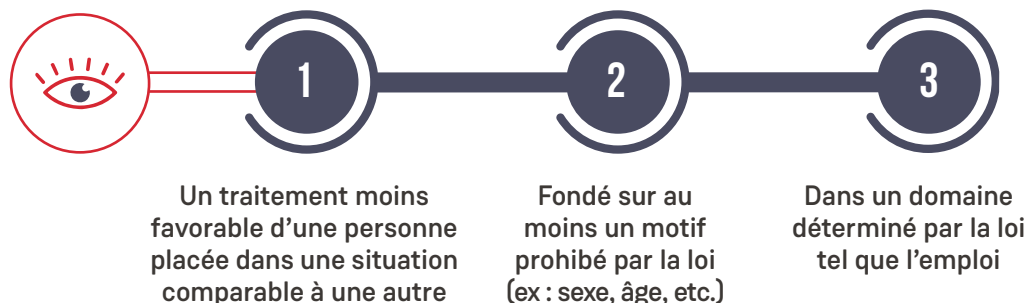 1
2
3
Un traitement moins
favorable d’une personne
placée dans une situation
comparable à une autre
Fondé sur au
moins un motif
prohibé par la loi
(ex : sexe, âge, etc.)
Dans un domaine
déterminé par la loi
tel que l’emploi